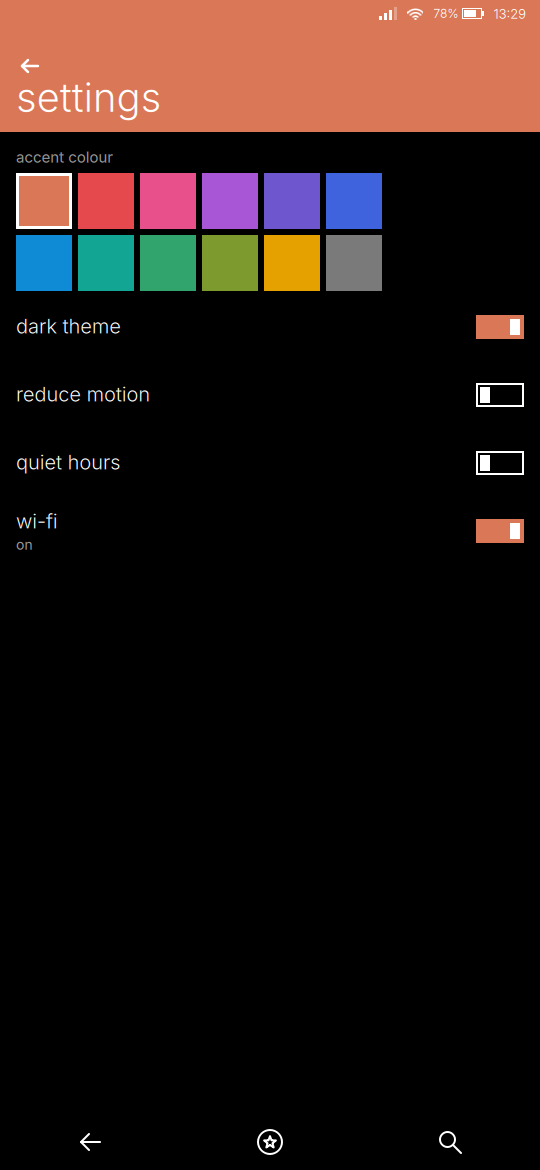 78% 13:29
settings
accent colour
dark theme
reduce motion
quiet hours
wi-fi
on